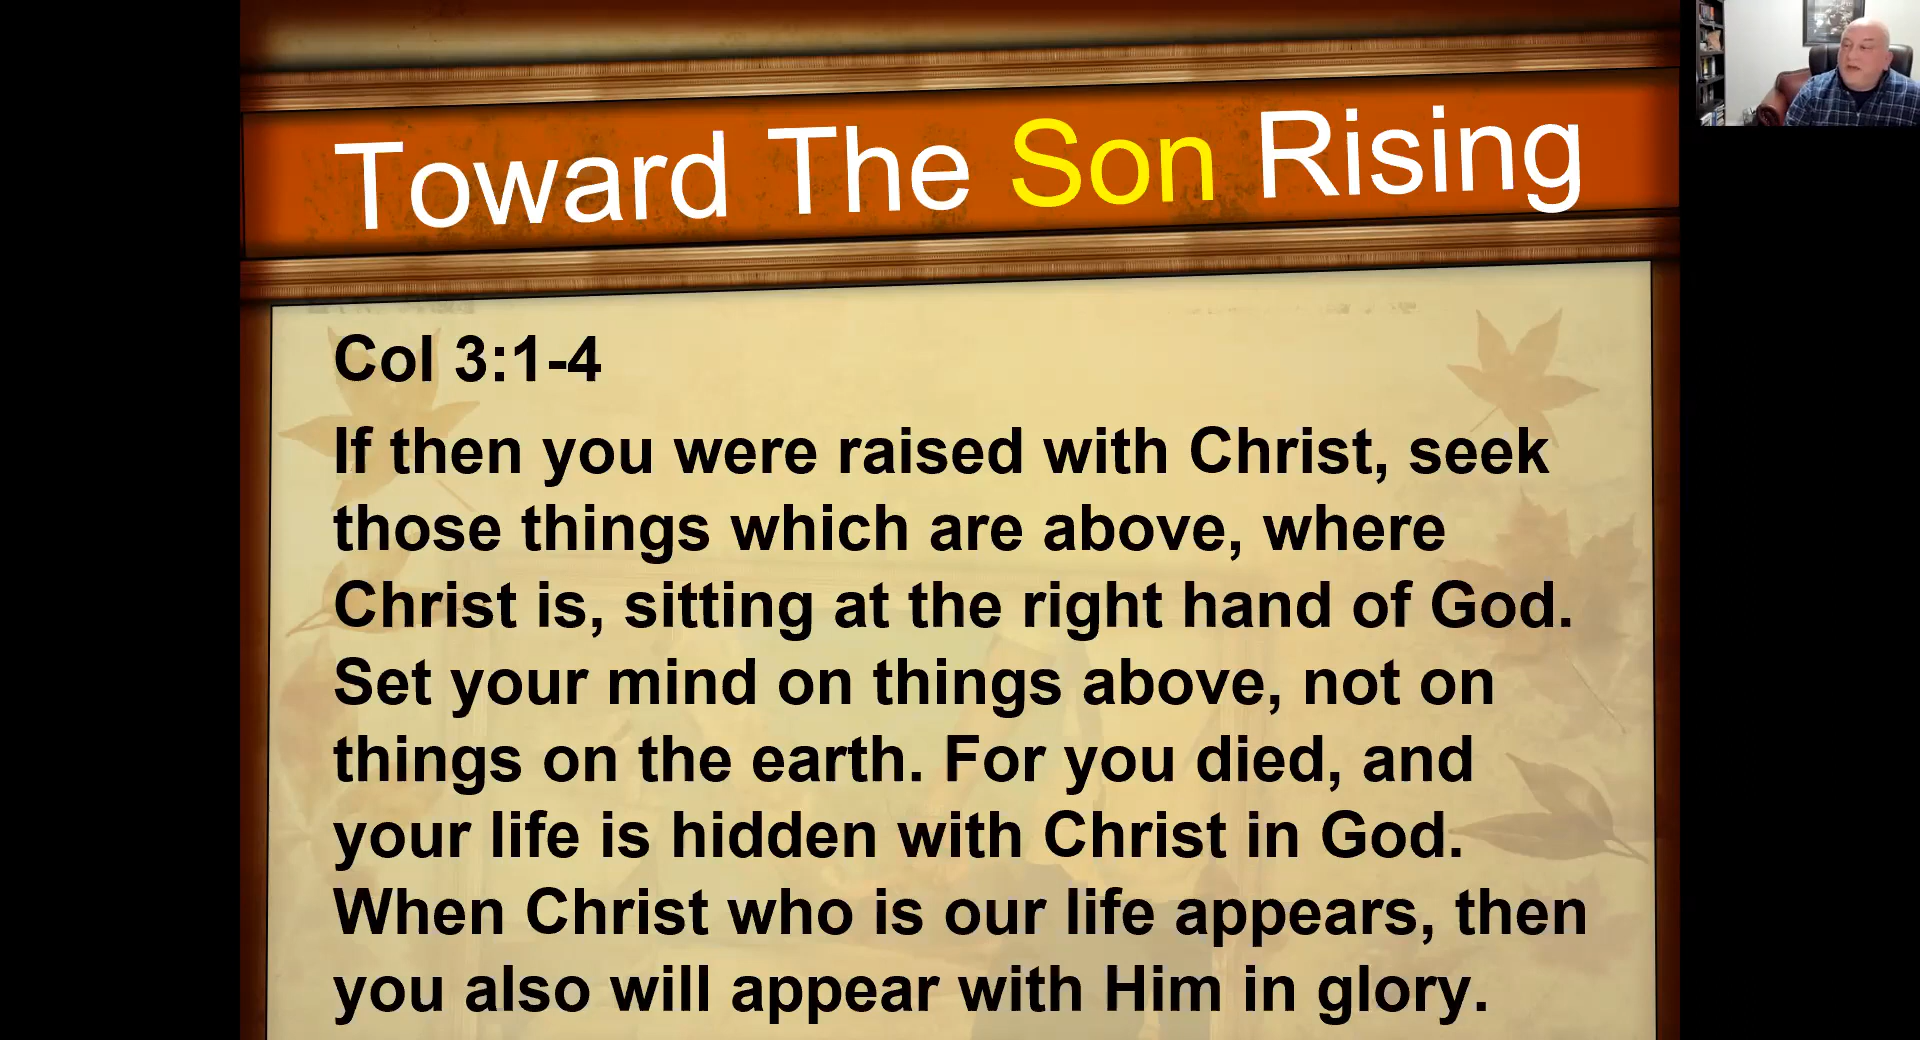 Toward The Son Rising
Col 3:1-4
If then you were raised with Christ, seek
those things which are above, where
Christ is, sitting at the right hand of God.
Set your mind on things above, not on
things on the earth. For you died, and
your life is hidden with Christ in God.
When Christ who is our life appears, then
you also will appear with Him in glory.